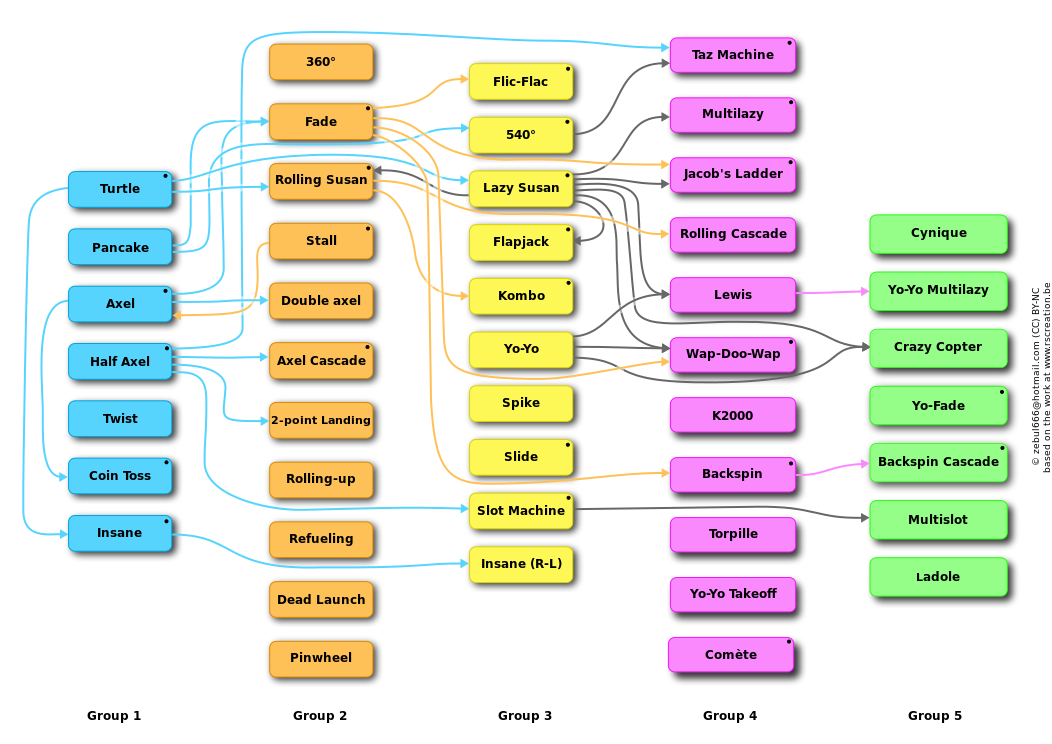 Turtle
Pancake
Axel
Half Axel
Twist
Coin Toss
Insane
Group 1
360°
Fade
Rolling Susan
Stall
Double axel
Axel Cascade
2-point Landing
Rolling-up
Refueling
Dead Launch
Pinwheel
Group 2
Flic-Flac
540°
Lazy Susan
Flapjack
Kombo
Yo-Yo
Spike
Slide
Slot Machine
Insane (R-L)
Group 3
Taz Machine
Multilazy
Jacob's Ladder
Rolling Cascade
Lewis
Wap-Doo-Wap
K2000
Backspin
Torpille
Yo-Yo Takeoff
Comète
Group 4
Cynique
Yo-Yo Multilazy
Crazy Copter
Yo-Fade
Backspin Cascade
Multislot
Ladole
Group 5
© zebul666@hotmail.com (CC) BY-NC
based on the work at www.rscreation.be